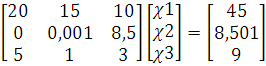 [20 15 10] [χ1] = [45]
[0 0,001 8,5] [χ2] = [8,501]
[5 1 3] [χ3] = [9]